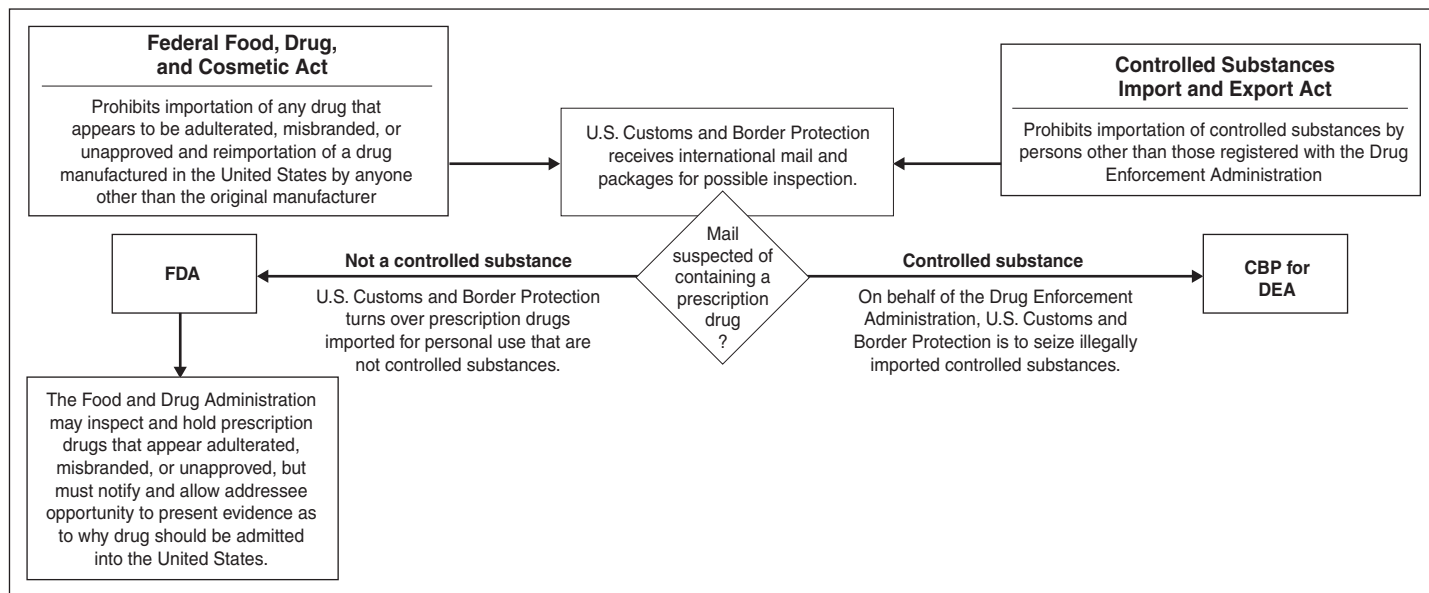 Federal Food, Drug,
and Cosmetic Act
Prohibits importation of any drug that
appears to be adulterated, misbranded, or
unapproved and reimportation of a drug
manufactured in the United States by anyone
other than the original manufacturer
U.S. Customs and Border Protection
receives international mail and
packages for possible inspection.
Controlled Substances
Import and Export Act
Prohibits importation of controlled substances by
persons other than those registered with the Drug
Enforcement Administration
Mail
suspected of
containing a
prescription
drug
?
Not a controlled substance
U.S. Customs and Border Protection
turns over prescription drugs
imported for personal use that are
not controlled substances.
FDA
The Food and Drug Administration
may inspect and hold prescription
drugs that appear adulterated,
misbranded, or unapproved, but
must notify and allow addressee
opportunity to present evidence as
to why drug should be admitted
into the United States.
Controlled substance
On behalf of the Drug Enforcement
Administration, U.S. Customs and
Border Protection is to seize illegally
imported controlled substances.
CBP for
DEA